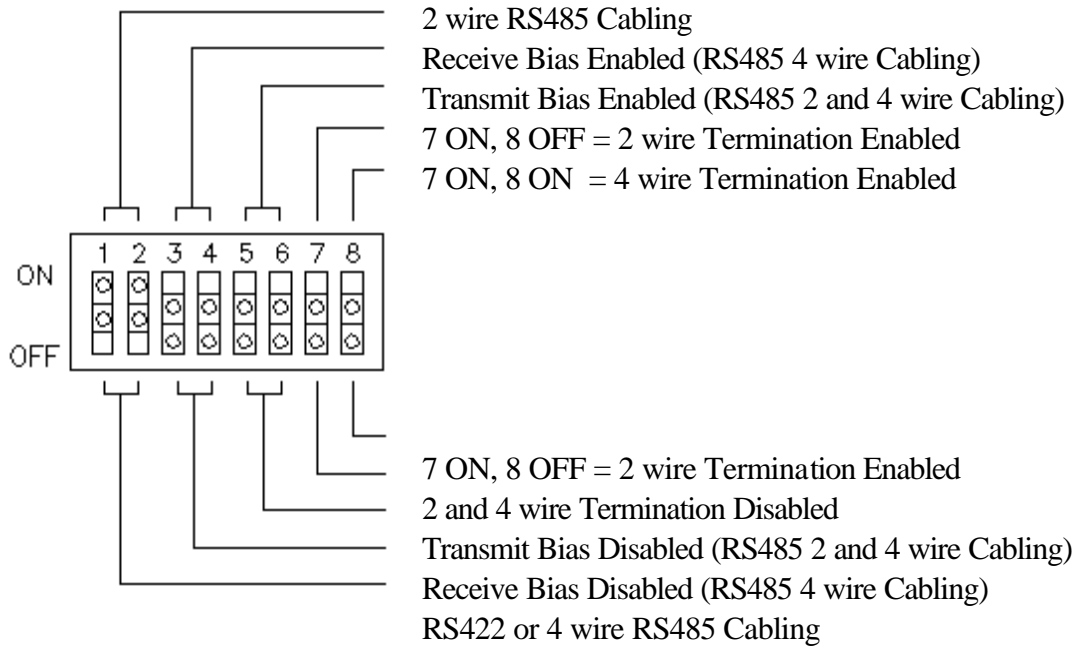 2 wire RS485 Cabling
Receive Bias Enabled (RS485 4 wire Cabling)
Transmit Bias Enabled (RS485 2 and 4 wire Cabling)
7 ON, 8 OFF = 2 wire Termination Enabled
7 ON, 8 ON = 4 wire Termination Enabled
1 2 3 4 5 6 7 8
ON
OFF
7 ON, 8 OFF = 2 wire Termination Enabled
2 and 4 wire Termination Disabled
Transmit Bias Disabled (RS485 2 and 4 wire Cabling)
Receive Bias Disabled (RS485 4 wire Cabling)
RS422 or 4 wire RS485 Cabling